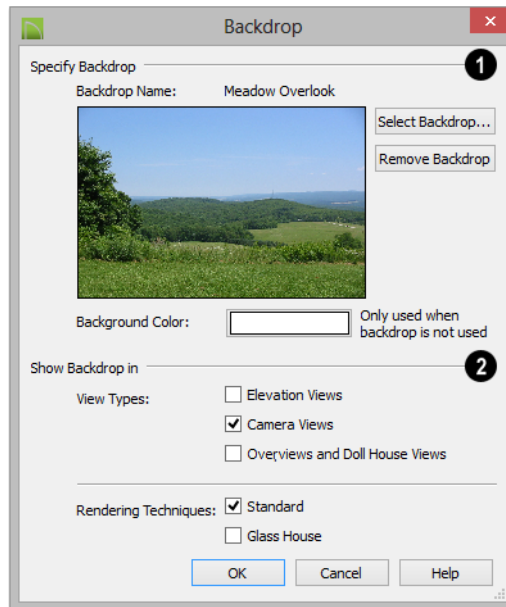 Backdrop
Specify Backdrop
1
Backdrop Name: Meadow Overlook
Select Backdrop...
Remove Backdrop
Background Color:
Only used when
backdrop is not used
Show Backdrop in
2
View Types:
Elevation Views
Camera Views
Overviews and Doll House Views
Rendering Techniques: Standard
Glass House
OK Cancel Help